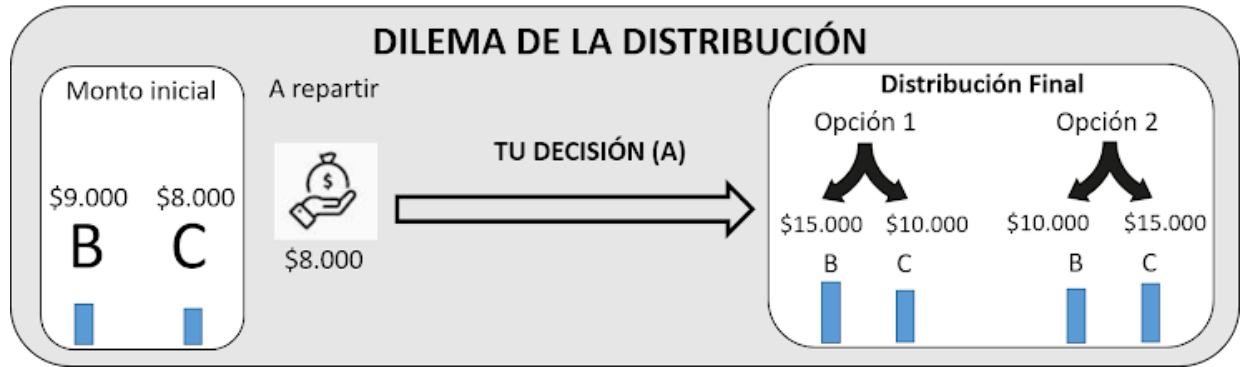 DILEMA DE LA DISTRIBUCIÓN
Monto inicial
$9.000 $8.000
B C
A repartir
$
$8.000
TU DECISIÓN (A)
Distribución Final
Opción 1 Opción 2
$15.000 $10.000 $10.000 $15.000
B C B C